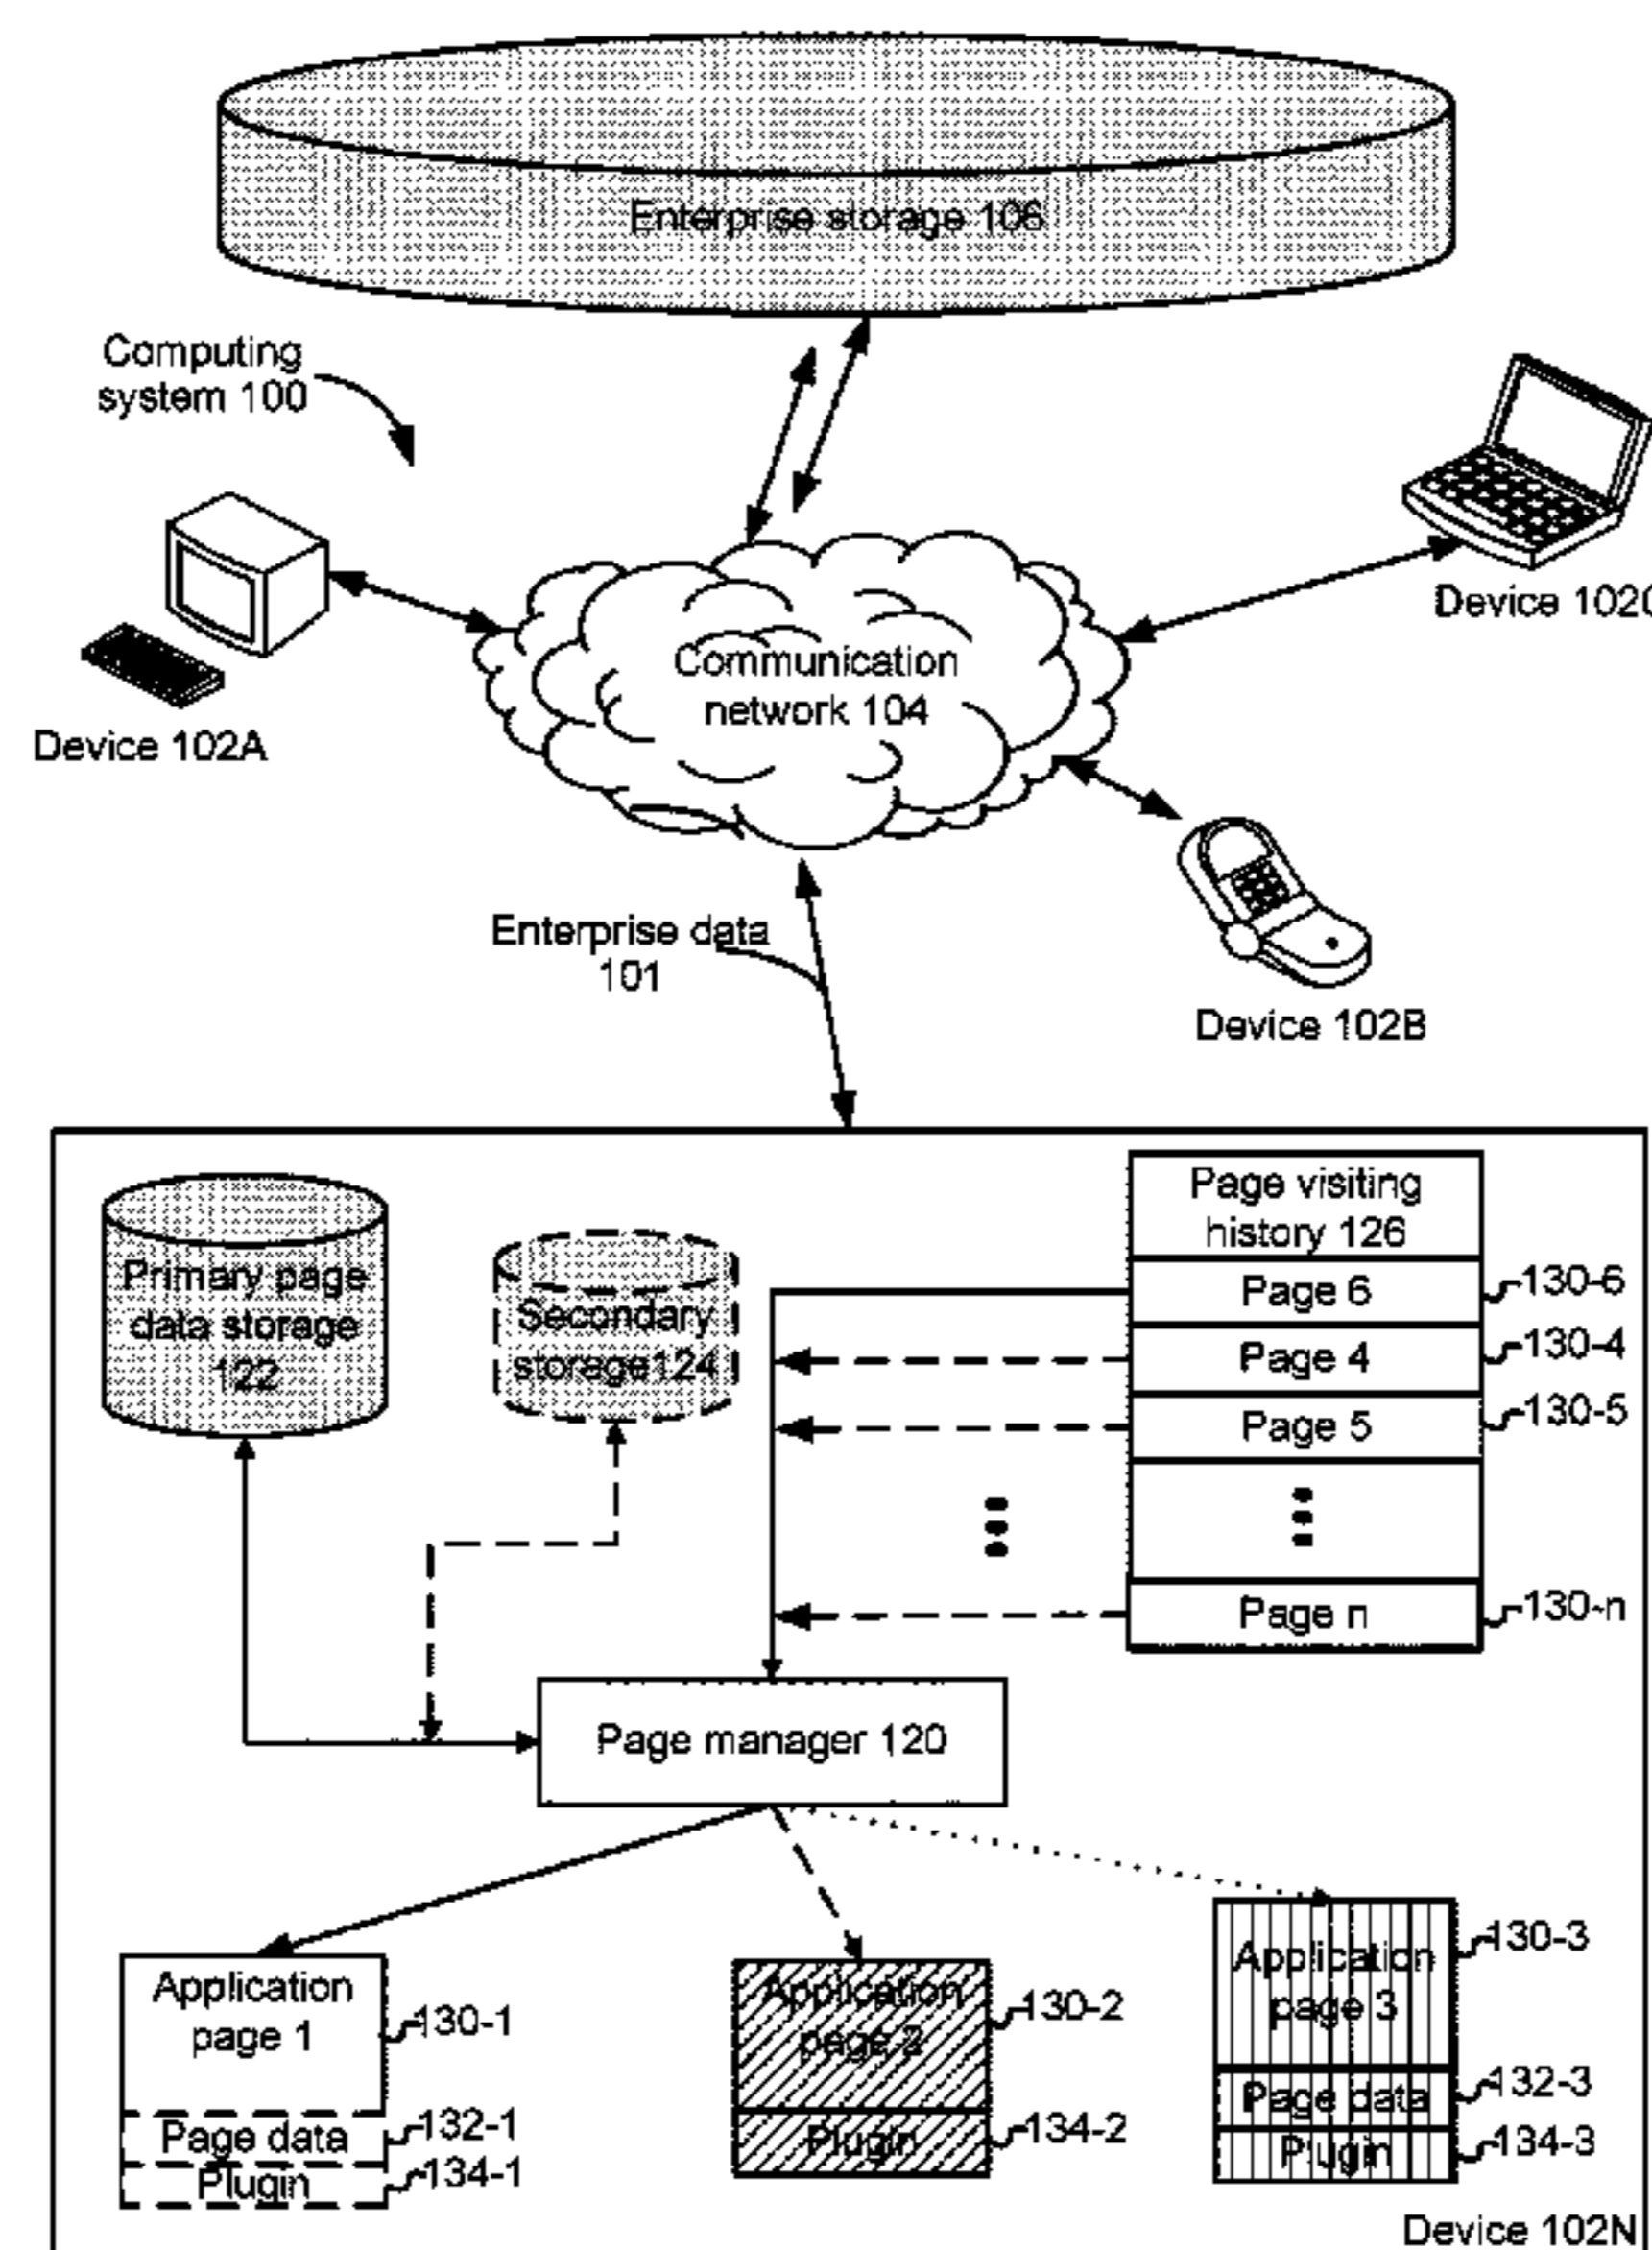 Enterprise storage 106
Computing
system 100
Communication
network 104
Device 102A
Device 102C
Device 102B
Enterprise data
101
Page visiting
history 126
Primary page
data storage
122
Secondary
storage124
Page 6
130-6
Page 4
130-4
Page 5
130-5
Page n
130-n
Page manager 120
Application
page 1
130-1
Page data
132-1
Plugin
134-1
Application
page 2
130-2
Plugin
134-2
Application
page 3
130-3
Page data
132-3
Plugin
134-3
Device 102N